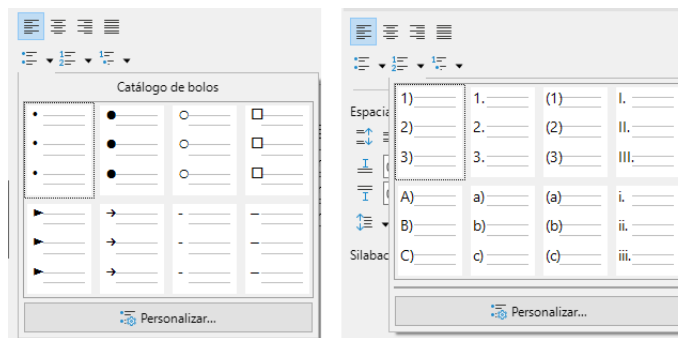 Catálogo de bolos
Personalizar...
Espacia
Silabac
1) 1. (1) I.
2) 2. (2) II.
3) 3. (3) III.
A) a) (a) i.
B) b) (b) ii.
C) c) (c) iii.
Personalizar...